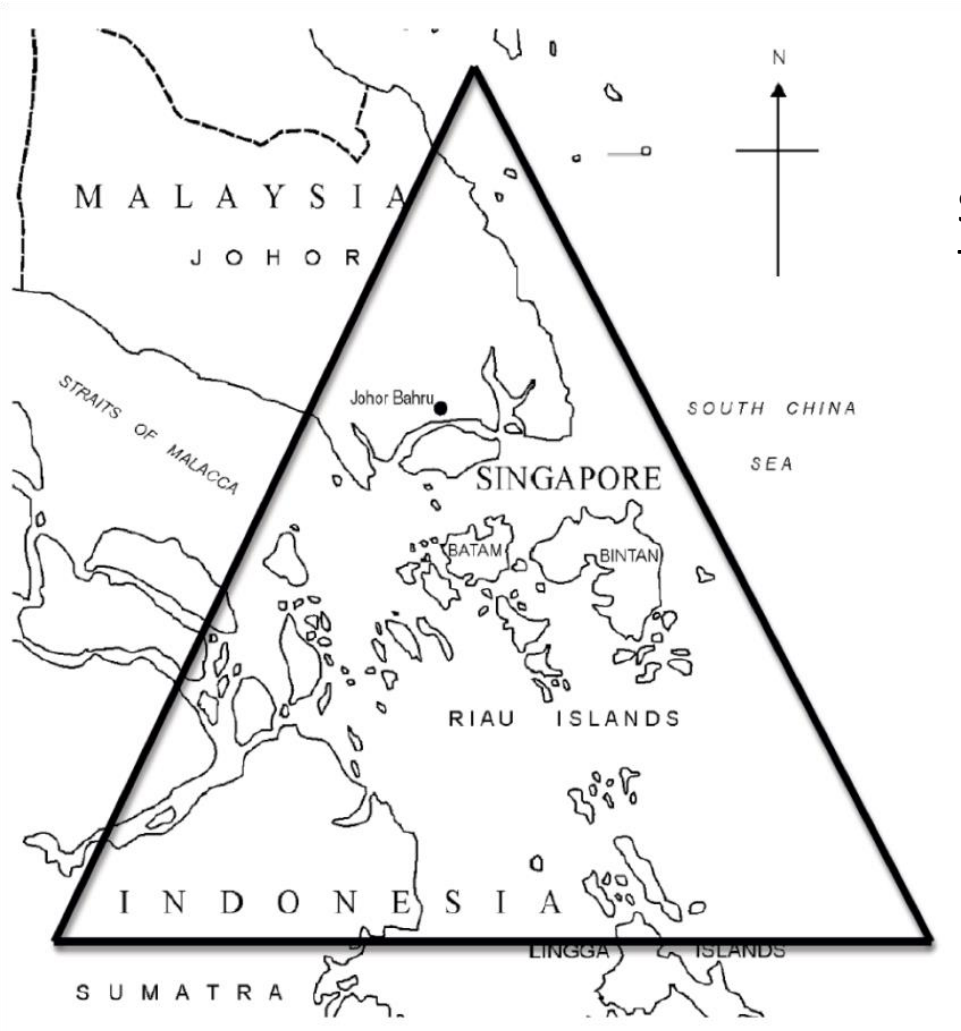 N
MALAYSIA
JOHOR
STRAITS OF MALACCA
Johor Bahru
SOUTH CHINA
SEA
SINGAPORE
BATAM
BINTAN
RIAU ISLANDS
INDONESIA
LINGGA ISLANDS
SUMATRA